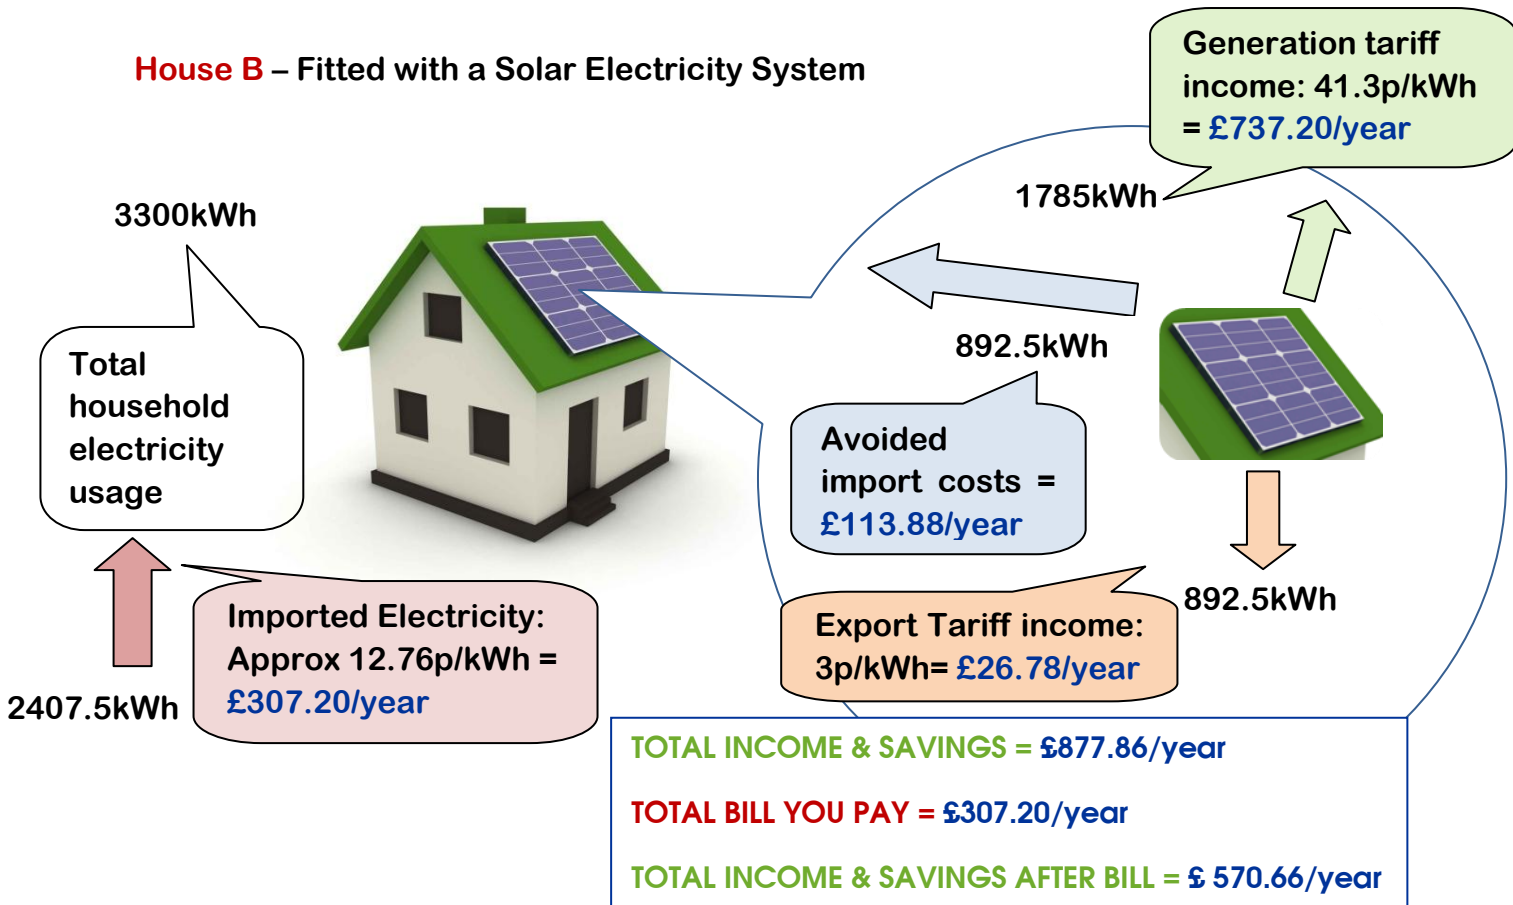 House B – Fitted with a Solar Electricity System
Generation tariff
income: 41.3p/kWh
= £737.20/year
1785kWh
3300kWh
Total
household
electricity
usage
892.5kWh
Avoided
import costs =
£113.88/year
Imported Electricity:
Approx 12.76p/kWh =
£307.20/year
2407.5kWh
Export Tariff income:
3p/kWh= £26.78/year
892.5kWh
TOTAL INCOME & SAVINGS = £877.86/year
TOTAL BILL YOU PAY = £307.20/year
TOTAL INCOME & SAVINGS AFTER BILL = £ 570.66/year